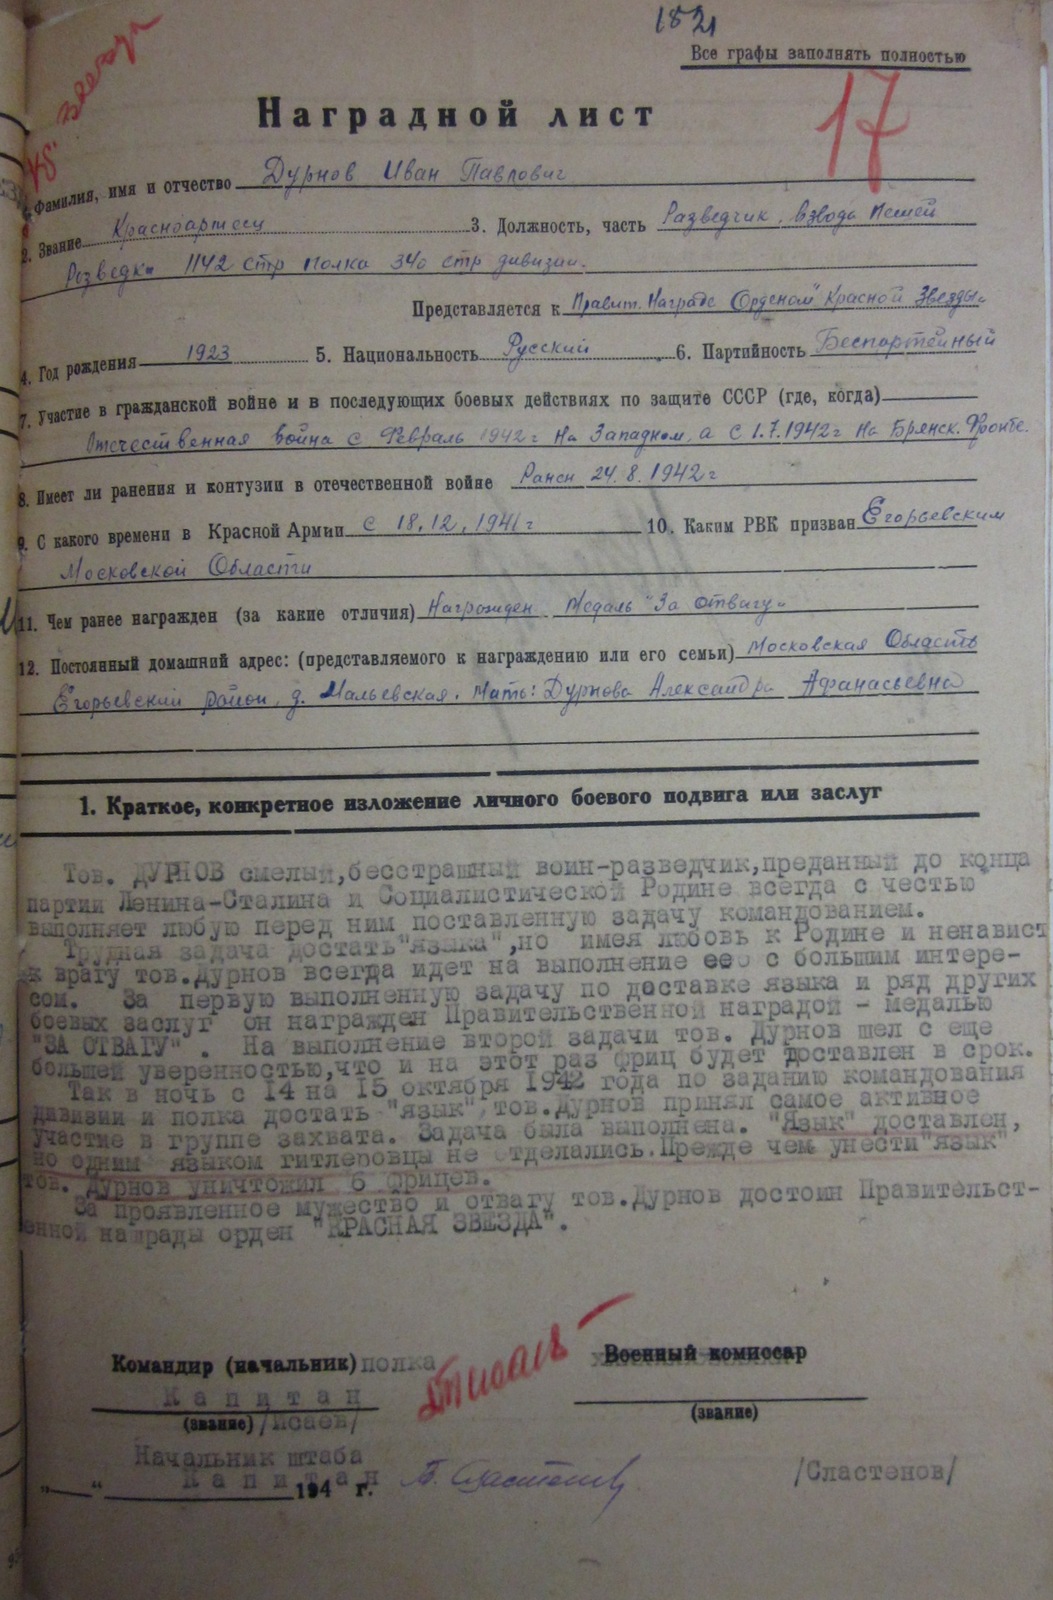 1821
Все графы заполнять полностью
17
Наградной лист
1. Фамилия, имя и отчество Дурнов Иван Павлович
2. Звание Красноармеец 3. Должность, часть Разведчик, взвода Пешей
Разведки 1142 стр полка 340 стр дивизии.
Представляется к Правит. Награде Орденом "Красной Звезды"
4. Год рождения 1923 5. Национальность Русский 6. Партийность Беспартейный
7. Участие в гражданской войне и в последующих боевых действиях по защите СССР (где, когда)
Отечественная война с Февраль 1942г На Западном, а с 1.7.1942г На Брянск. Фронте.
8. Имеет ли ранения и контузии в отечественной войне Ранен 24.8.1942г
9. С какого времени в Красной Армии с 18.12.1941г 10. Каким РВК призван Егорьевским
Московской Области
11. Чем ранее награжден (за какие отличия) Награжден Медаль "За отвагу"
12. Постоянный домашний адрес: (представляемого к награждению или его семьи) Московская Область
Егорьевский район, д. Мальевская. Мать: Дурнова Александра Афанасьевна
1. Краткое, конкретное изложение личного боевого подвига или заслуг
Тов. ДУРНОВ смелый, бесстрашный воин-разведчик, преданный до конца
партии Ленина-Сталина и Социалистической Родине всегда с честью
выполняет любую перед ним поставленную задачу командованием.
Трудная задача достать "языка", но имея любовь к Родине и ненавист
к врагу тов. Дурнов всегда идет на выполнение ее с большим интере-
сом. За первую выполненную задачу по доставке языка и ряд других
боевых заслуг он награжден Правительственной наградой - медалью
"ЗА ОТВАГУ". На выполнение второй задачи тов. Дурнов шел с еще
большей уверенностью, что и на этот раз фриц будет доставлен в срок.
Так в ночь с 14 на 15 октября 1942 года по заданию командования
дивизии и полка достать "язык", тов. Дурнов принял самое активное
участие в группе захвата. Задача была выполнена. "Язык" доставлен,
но одним языком гитлеровцы не отделались. Прежде чем унести "язык"
тов. Дурнов уничтожил 6 фрицев.
За проявленное мужество и отвагу тов. Дурнов достоин Правительст-
енной награды орден "КРАСНАЯ ЗВЕЗДА".
Командир (начальник) полка Военный комиссар
Капитан
(звание) /Исаев/ (звание)
Начальник штаба
Капитан /Сластенов/
"—" 194 г.